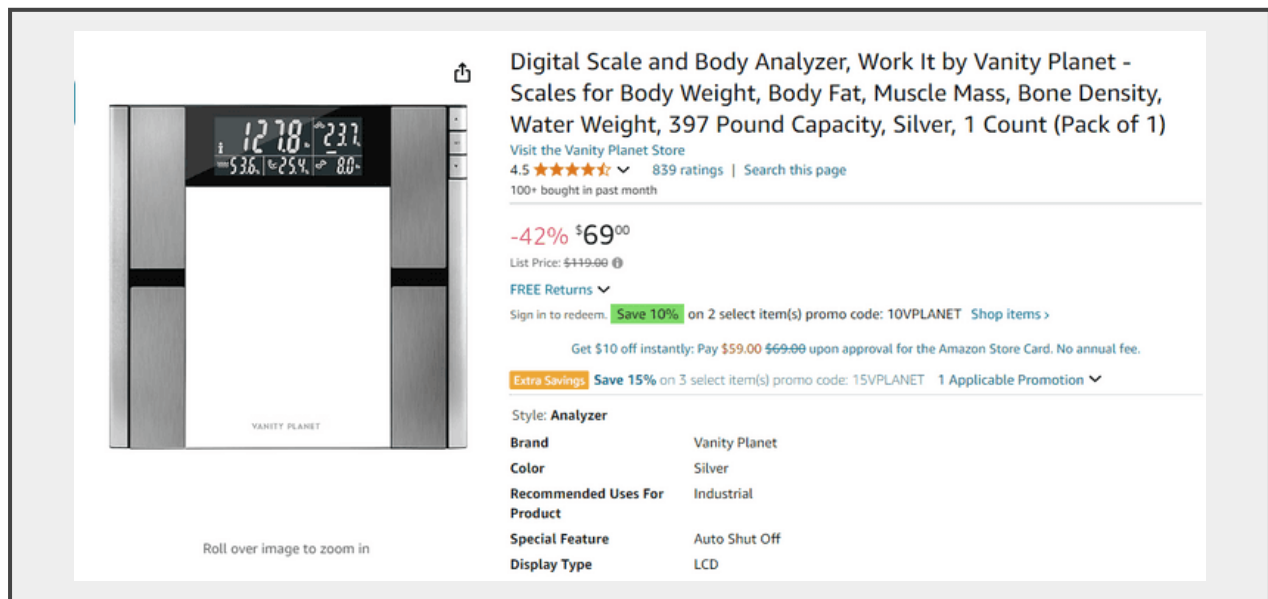 127.8 23.7
53.6 25.4 8.0
VANITY PLANET
Roll over image to zoom in
Digital Scale and Body Analyzer, Work It by Vanity Planet -
Scales for Body Weight, Body Fat, Muscle Mass, Bone Density,
Water Weight, 397 Pound Capacity, Silver, 1 Count (Pack of 1)
Visit the Vanity Planet Store
4.5 839 ratings | Search this page
100+ bought in past month
-42% $6900
List Price: $119.00
FREE Returns
Sign in to redeem. Save 10% on 2 select item(s) promo code: 10VPLANET Shop items ›
Get $10 off instantly: Pay $59.00 $69.00 upon approval for the Amazon Store Card. No annual fee.
Extra Savings Save 15% on 3 select item(s) promo code: 15VPLANET 1 Applicable Promotion
Style: Analyzer
Brand Vanity Planet
Color Silver
Recommended Uses For Industrial
Product
Special Feature Auto Shut Off
Display Type LCD